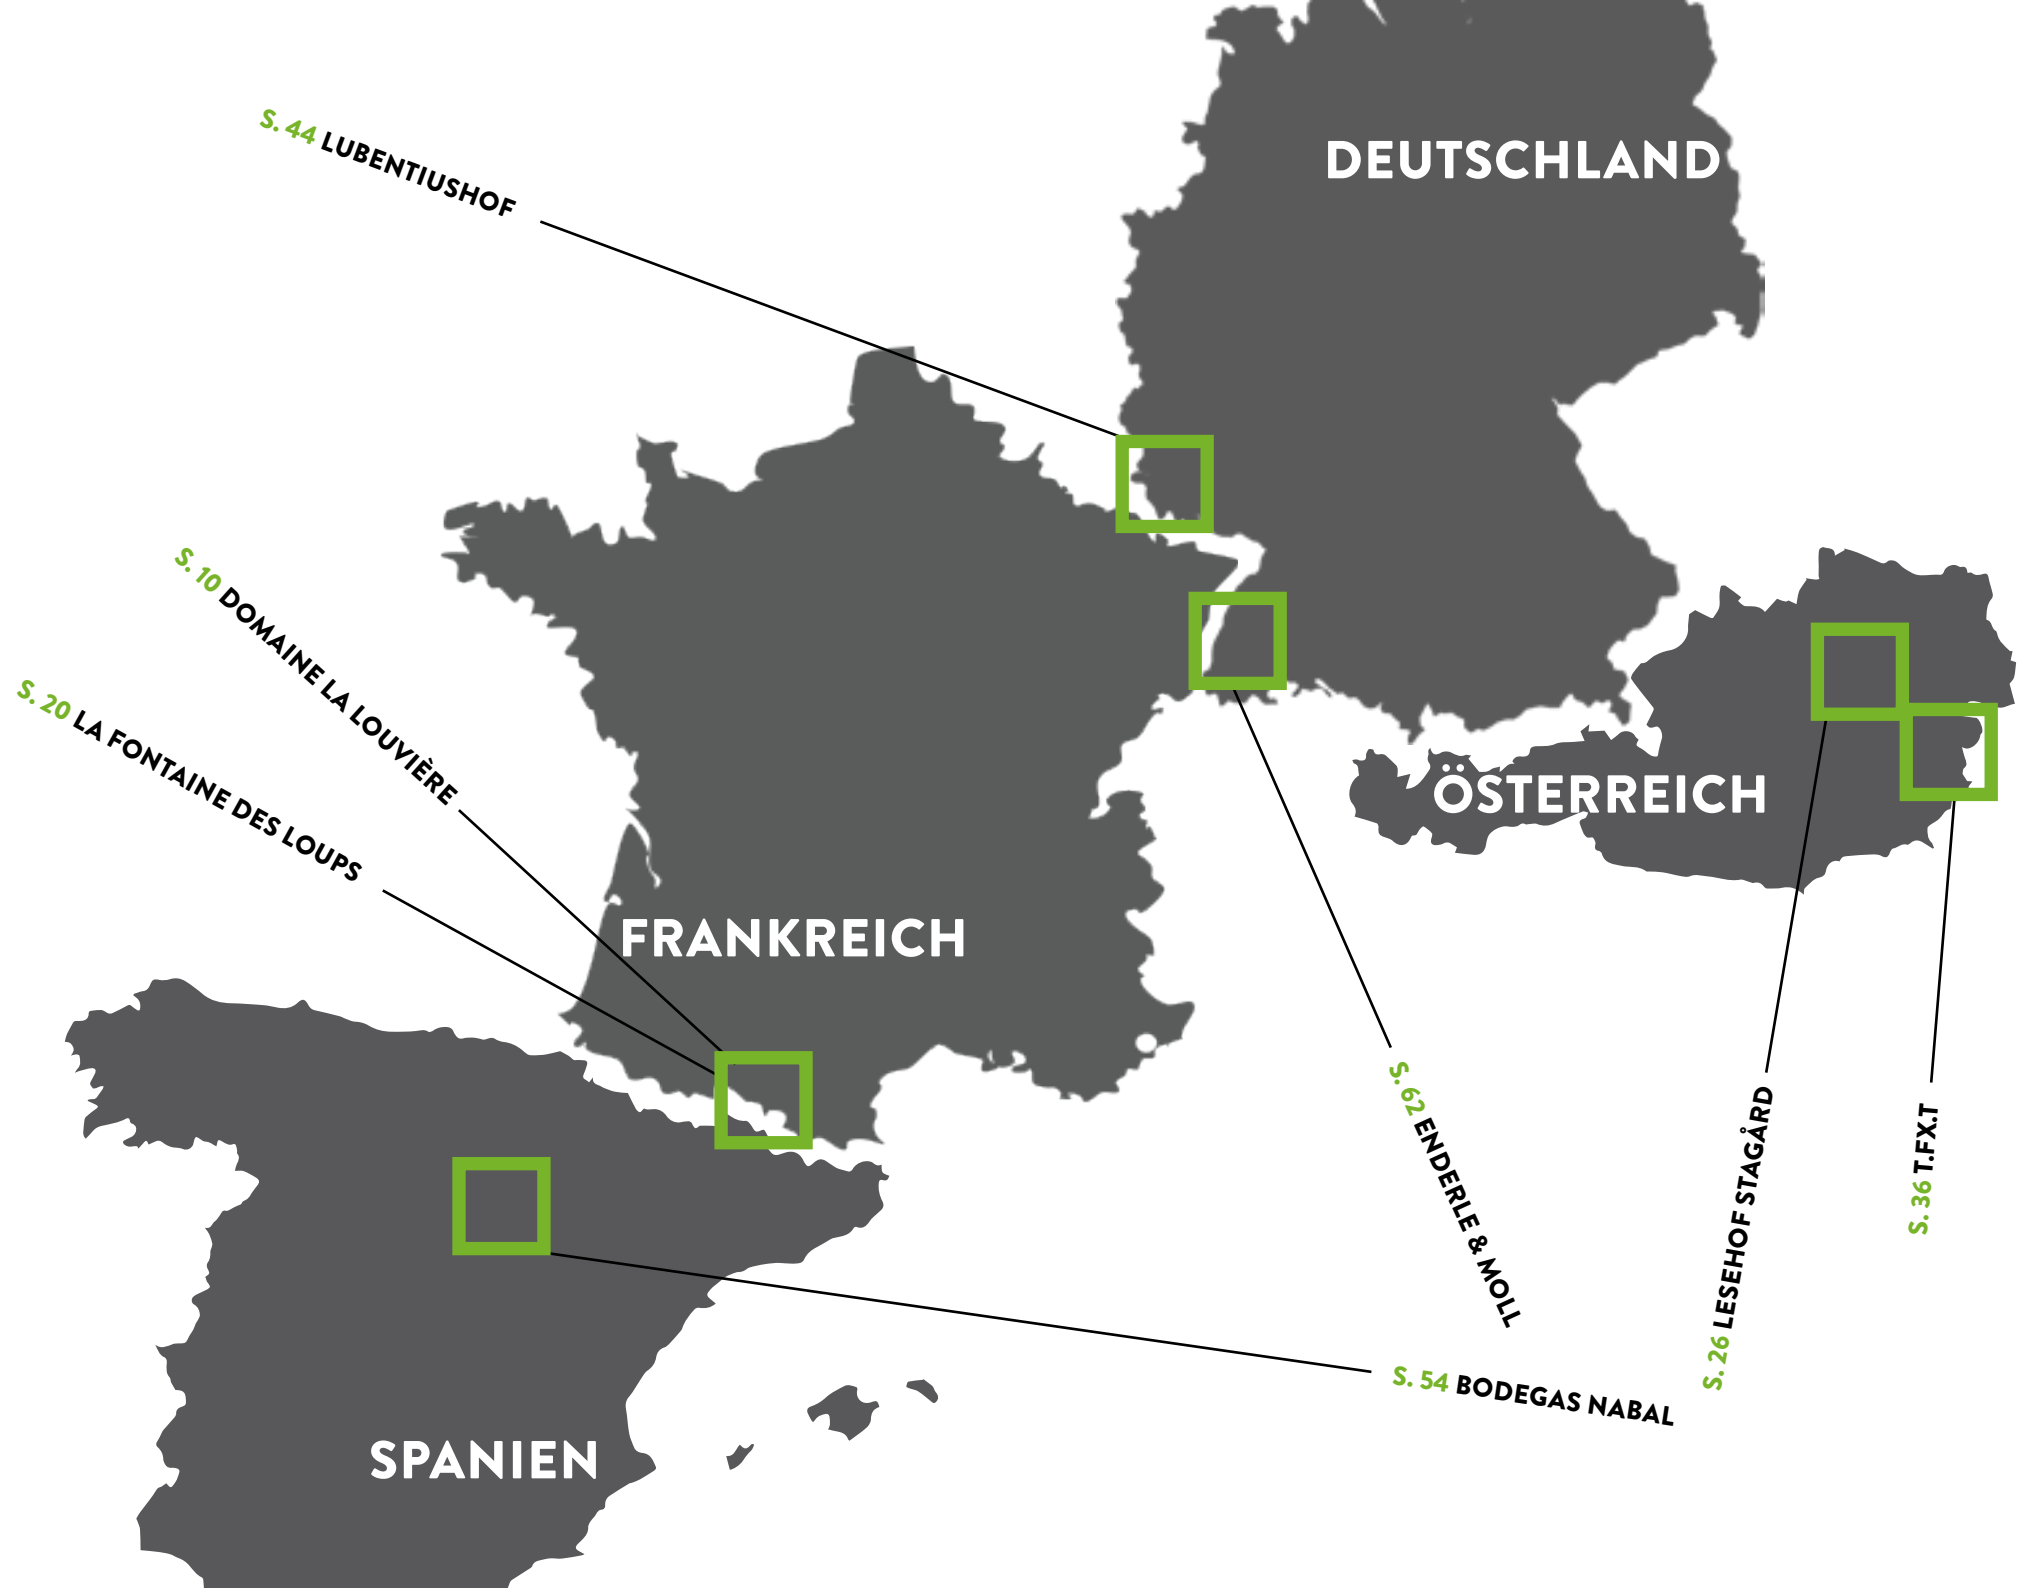 S. 44 LUBENTIUSHOF
DEUTSCHLAND
S. 10 DOMAINE LA LOUVIÈRE
S. 20 LA FONTAINE DES LOUPS
ÖSTERREICH
FRANKREICH
S. 62 ENDERLE & MOLL
S. 26 LESEHOF STAGÅRD
S. 36 T.FX.T
S. 54 BODEGAS NABAL
SPANIEN